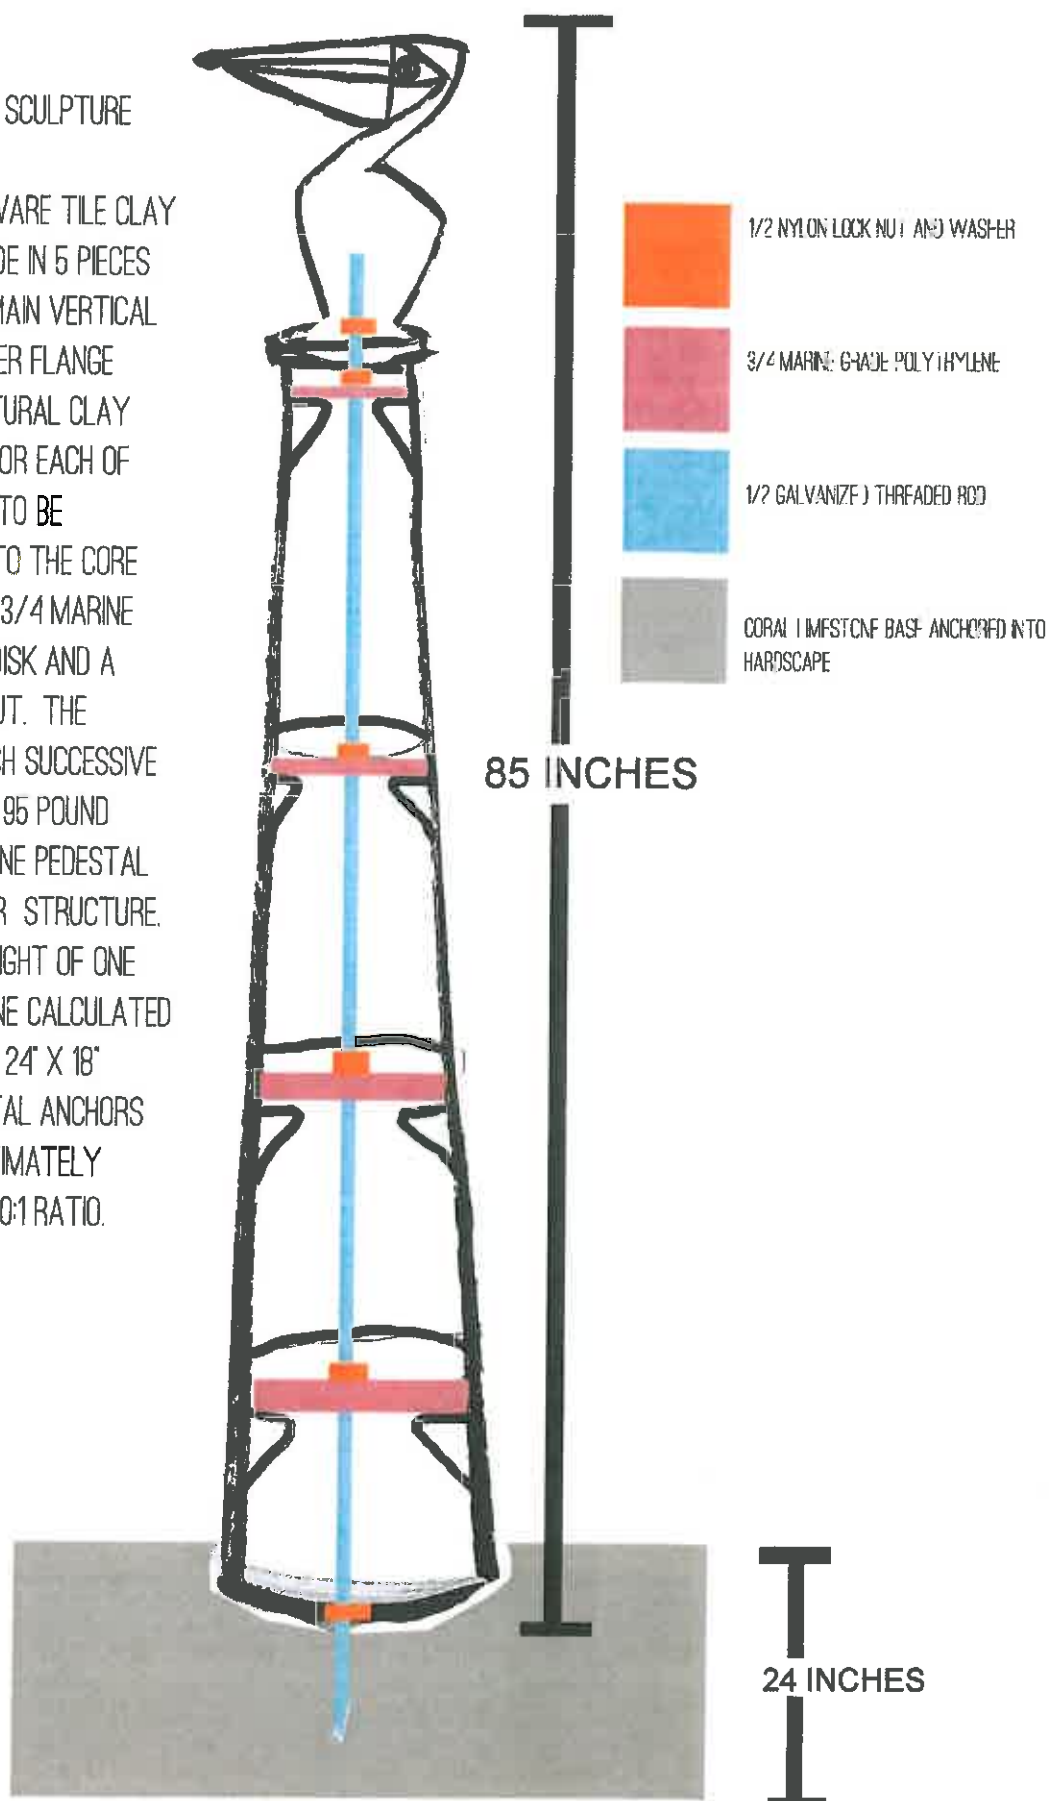 SCULPTURE
WARE TILE CLAY
DE IN 5 PIECES
MAIN VERTICAL
ER FLANGE
TURAL CLAY
OR EACH OF
TO BE
TO THE CORE
3/4 MARINE
DISK AND A
UT. THE
CH SUCCESSIVE
95 POUND
NE PEDESTAL
R STRUCTURE.
IGHT OF ONE
NE CALCULATED
24" X 18"
TAL ANCHORS
IMATELY
0:1 RATIO.
1/2 NYLON LOCK NUT AND WASHER
3/4 MARINE GRADE POLYTHYLENE
1/2 GALVANIZED THREADED ROD
CORAL LIMESTONE BASE ANCHORED INTO
HARDSCAPE
85 INCHES
24 INCHES